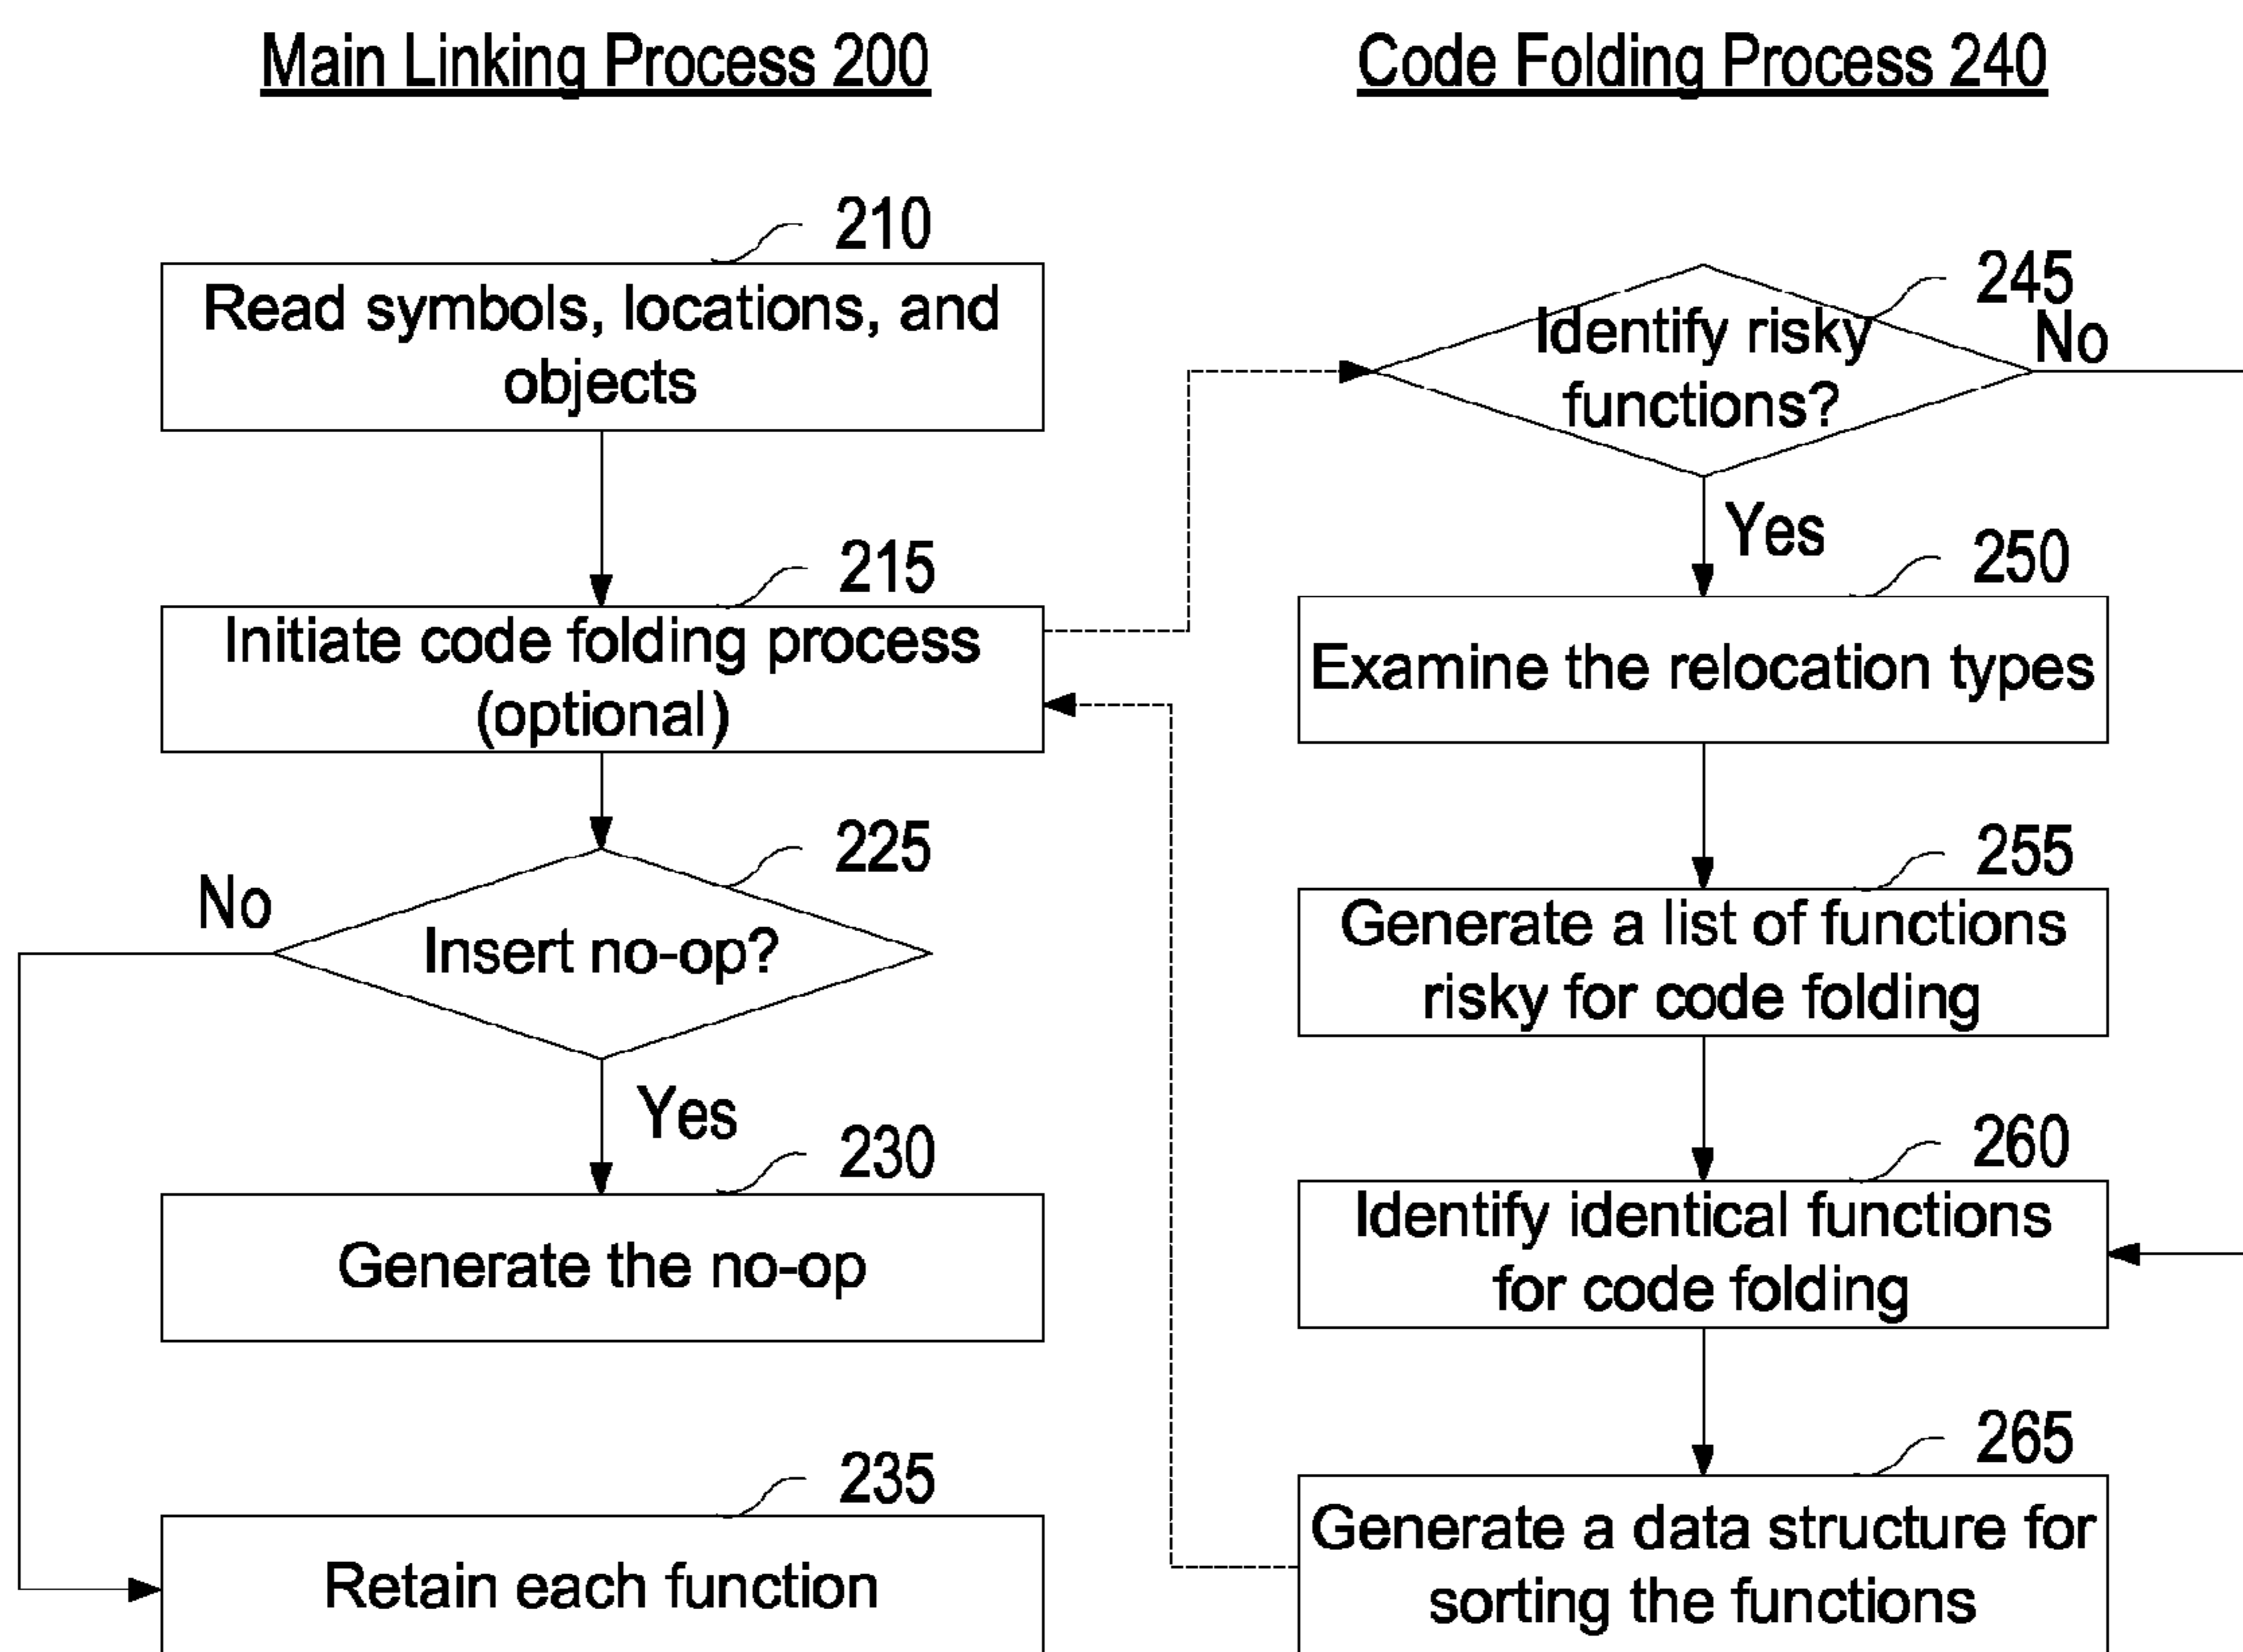 Main Linking Process 200
210
Read symbols, locations, and
objects
215
Initiate code folding process
(optional)
225
No
Insert no-op?
Yes
230
Generate the no-op
235
Retain each function
Code Folding Process 240
245
Identify risky
functions?
No
Yes
250
Examine the relocation types
255
Generate a list of functions
risky for code folding
260
Identify identical functions
for code folding
265
Generate a data structure for
sorting the functions